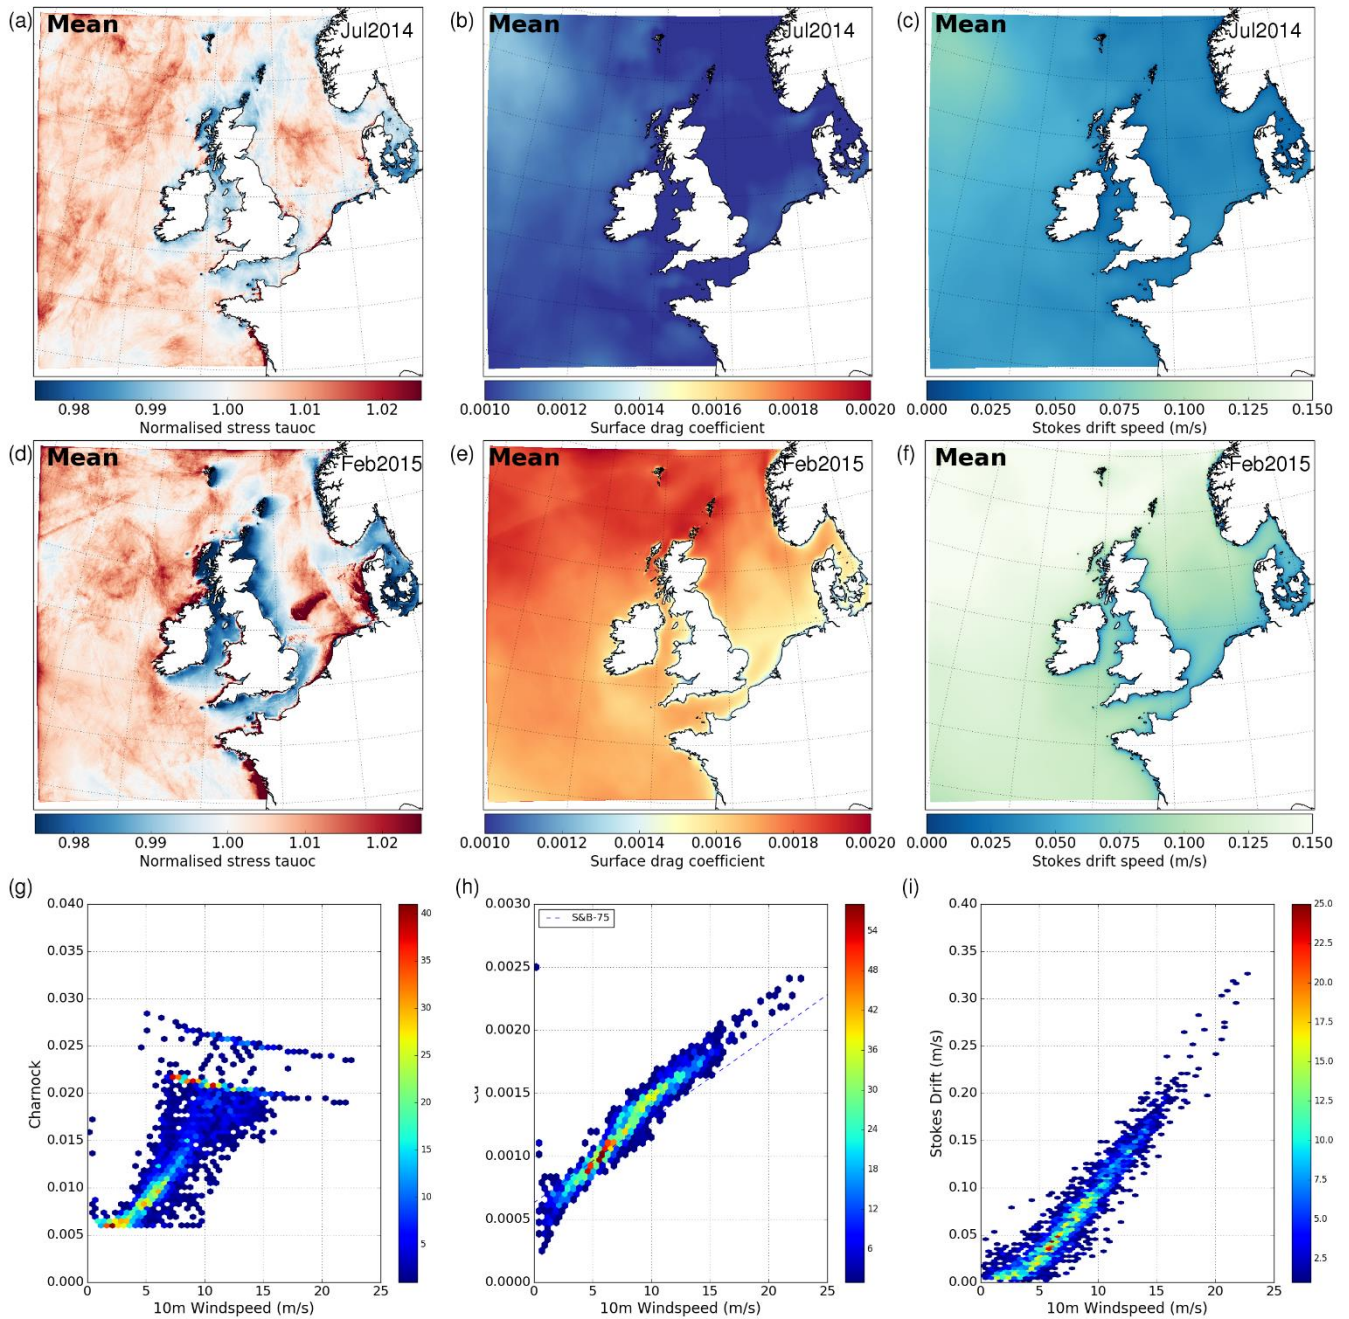 (a) Mean Jul2014
(b) Mean Jul2014
(c) Mean Jul2014
0.98 0.99 1.00 1.01 1.02
Normalised stress tauoc
0.0010 0.0012 0.0014 0.0016 0.0018 0.0020
Surface drag coefficient
0.000 0.025 0.050 0.075 0.100 0.125 0.150
Stokes drift speed (m/s)
(d) Mean Feb2015
(e) Mean Feb2015
(f) Mean Feb2015
0.98 0.99 1.00 1.01 1.02
Normalised stress tauoc
0.0010 0.0012 0.0014 0.0016 0.0018 0.0020
Surface drag coefficient
0.000 0.025 0.050 0.075 0.100 0.125 0.150
Stokes drift speed (m/s)
(g)
0.040
0.035
0.030
0.025
0.020
0.015
0.010
0.005
0.000
Charnock
0 5 10 15 20 25
10m Windspeed (m/s)
40
35
30
25
20
15
10
5
(h)
S&B-75
0.0030
0.0025
0.0020
0.0015
0.0010
0.0005
0.0000
0 5 10 15 20 25
10m Windspeed (m/s)
54
48
42
36
30
24
18
12
6
(i)
0.40
0.35
0.30
0.25
0.20
0.15
0.10
0.05
0.00
Stokes Drift (m/s)
0 5 10 15 20 25
10m Windspeed (m/s)
25.0
22.5
20.0
17.5
15.0
12.5
10.0
7.5
5.0
2.5